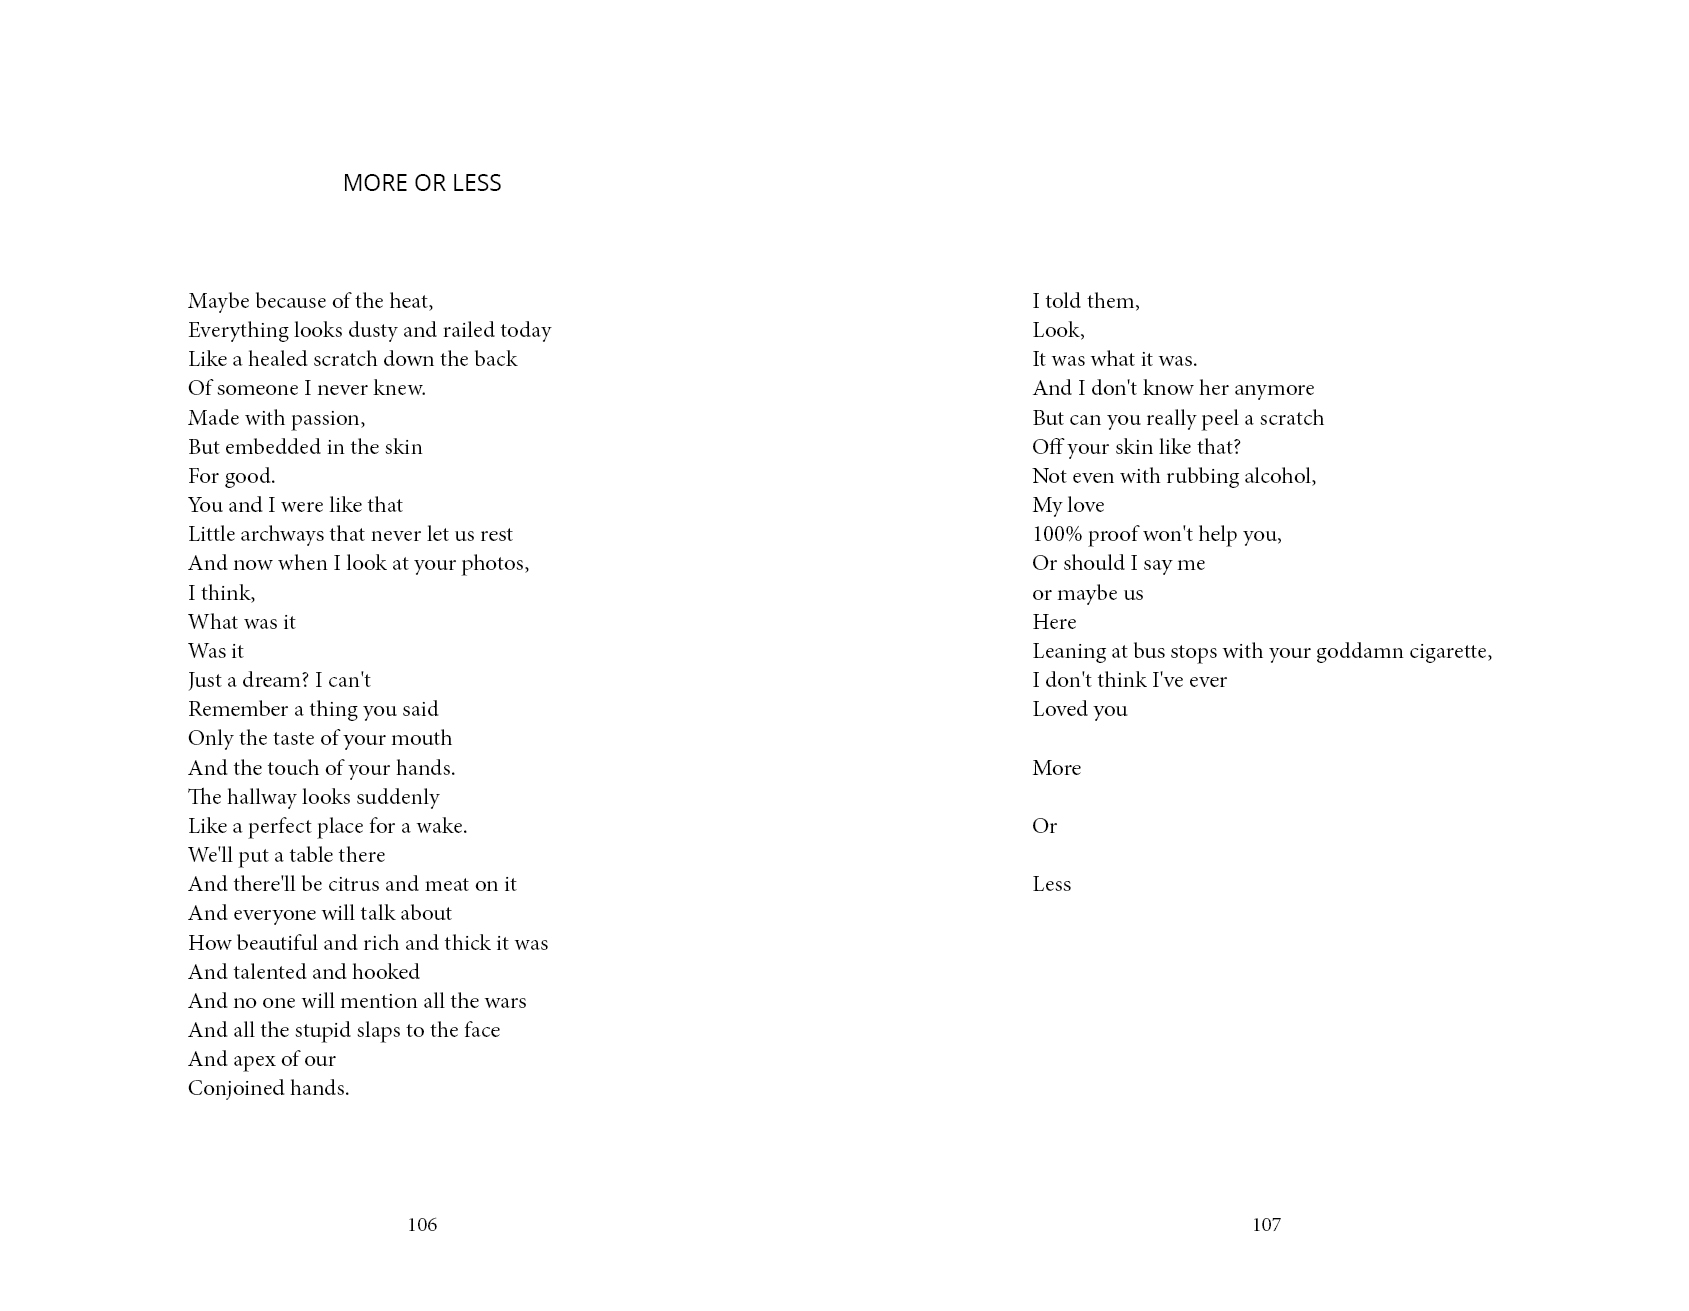 MORE OR LESS
Maybe because of the heat,
Everything looks dusty and railed today
Like a healed scratch down the back
Of someone I never knew.
Made with passion,
But embedded in the skin
For good.
You and I were like that
Little archways that never let us rest
And now when I look at your photos,
I think,
What was it
Was it
Just a dream? I can't
Remember a thing you said
Only the taste of your mouth
And the touch of your hands.
The hallway looks suddenly
Like a perfect place for a wake.
We'll put a table there
And there'll be citrus and meat on it
And everyone will talk about
How beautiful and rich and thick it was
And talented and hooked
And no one will mention all the wars
And all the stupid slaps to the face
And apex of our
Conjoined hands.
106
I told them,
Look,
It was what it was.
And I don't know her anymore
But can you really peel a scratch
Off your skin like that?
Not even with rubbing alcohol,
My love
100% proof won't help you,
Or should I say me
or maybe us
Here
Leaning at bus stops with your goddamn cigarette,
I don't think I've ever
Loved you
More
Or
Less
107